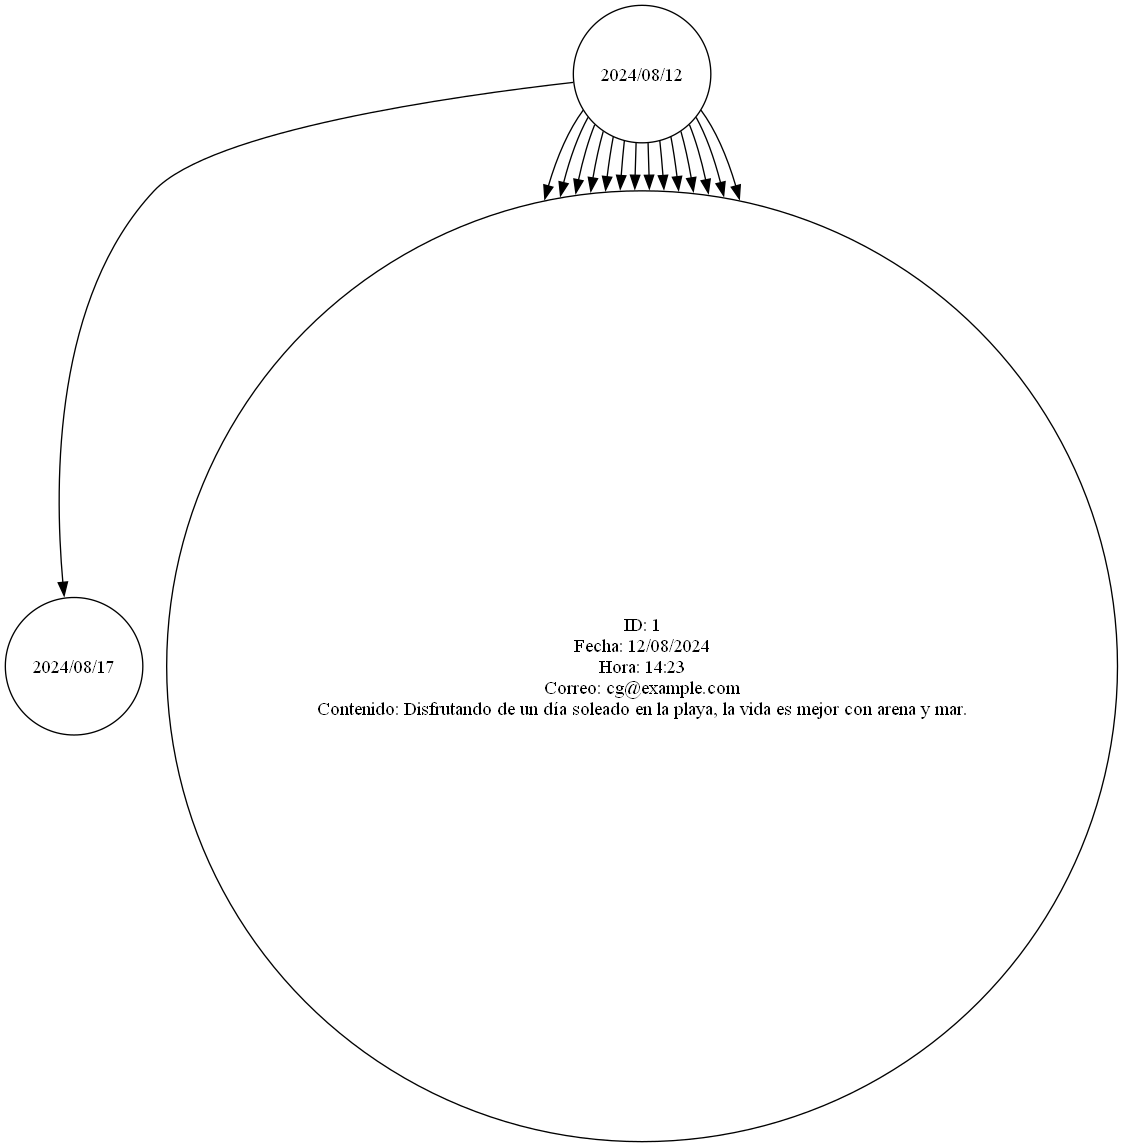 2024/08/12
2024/08/17
ID: 1
Fecha: 12/08/2024
Hora: 14:23
Correo: cg@example.com
Contenido: Disfrutando de un día soleado en la playa, la vida es mejor con arena y mar.